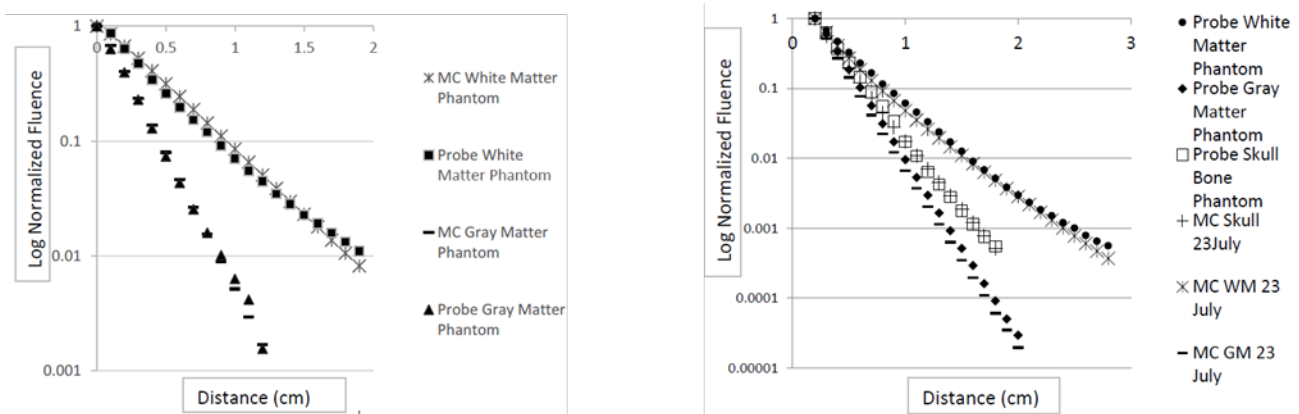 1
0.1
0.01
0.001
0
0.5
1
1.5
2
Log Normalized Fluence
Distance (cm)
MC White Matter
Phantom
Probe White
Matter Phantom
MC Gray Matter
Phantom
Probe Gray Matter
Phantom
1
0.1
0.01
0.001
0.0001
0.00001
0
1
2
3
Log Normalized Fluence
Distance (cm)
Probe White
Matter
Phantom
Probe Gray
Matter
Phantom
Probe Skull
Bone
Phantom
MC Skull
23July
MC WM 23
July
MC GM 23
July